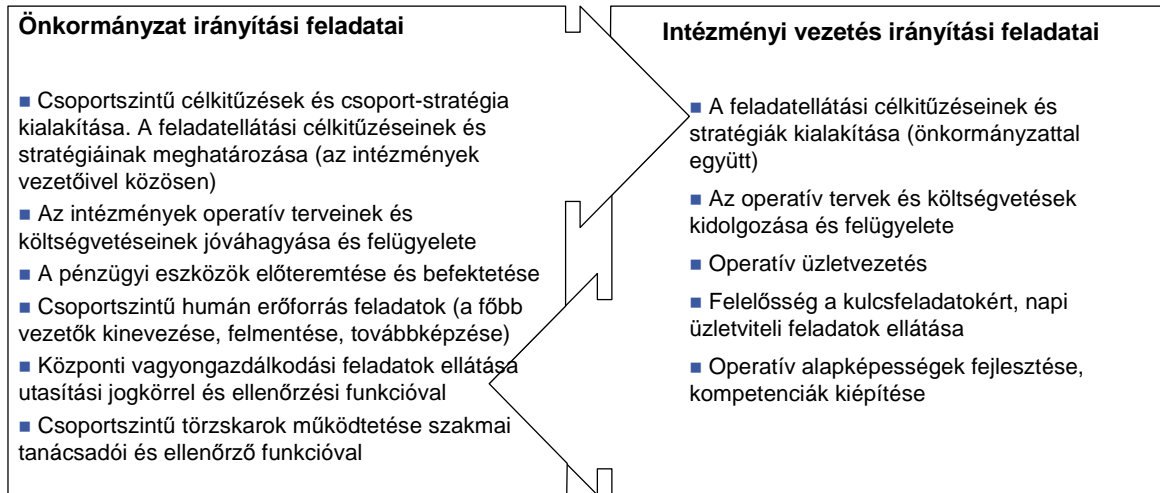 Önkormányzat irányítási feladatai
■ Csoportszintű célkitűzések és csoport-stratégia
kialakítása. A feladatellátási célkitűzéseinek és
stratégiáinak meghatározása (az intézmények
vezetőivel közösen)
■ Az intézmények operatív terveinek és
költségvetéseinek jóváhagyása és felügyelete
■ A pénzügyi eszközök előteremtése és befektetése
■ Csoportszintű humán erőforrás feladatok (a főbb
vezetők kinevezése, felmentése, továbbképzése)
■ Központi vagyongazdálkodási feladatok ellátása
utasítási jogkörrel és ellenőrzési funkcióval
■ Csoportszintű törzskarok működtetése szakmai
tanácsadói és ellenőrző funkcióval
Intézményi vezetés irányítási feladatai
■ A feladatellátási célkitűzéseinek és
stratégiák kialakítása (önkormányzattal
együtt)
■ Az operatív tervek és költségvetések
kidolgozása és felügyelete
■ Operatív üzletvezetés
■ Felelősség a kulcsfeladatokért, napi
üzletviteli feladatok ellátása
■ Operatív alapképességek fejlesztése,
kompetenciák kiépítése